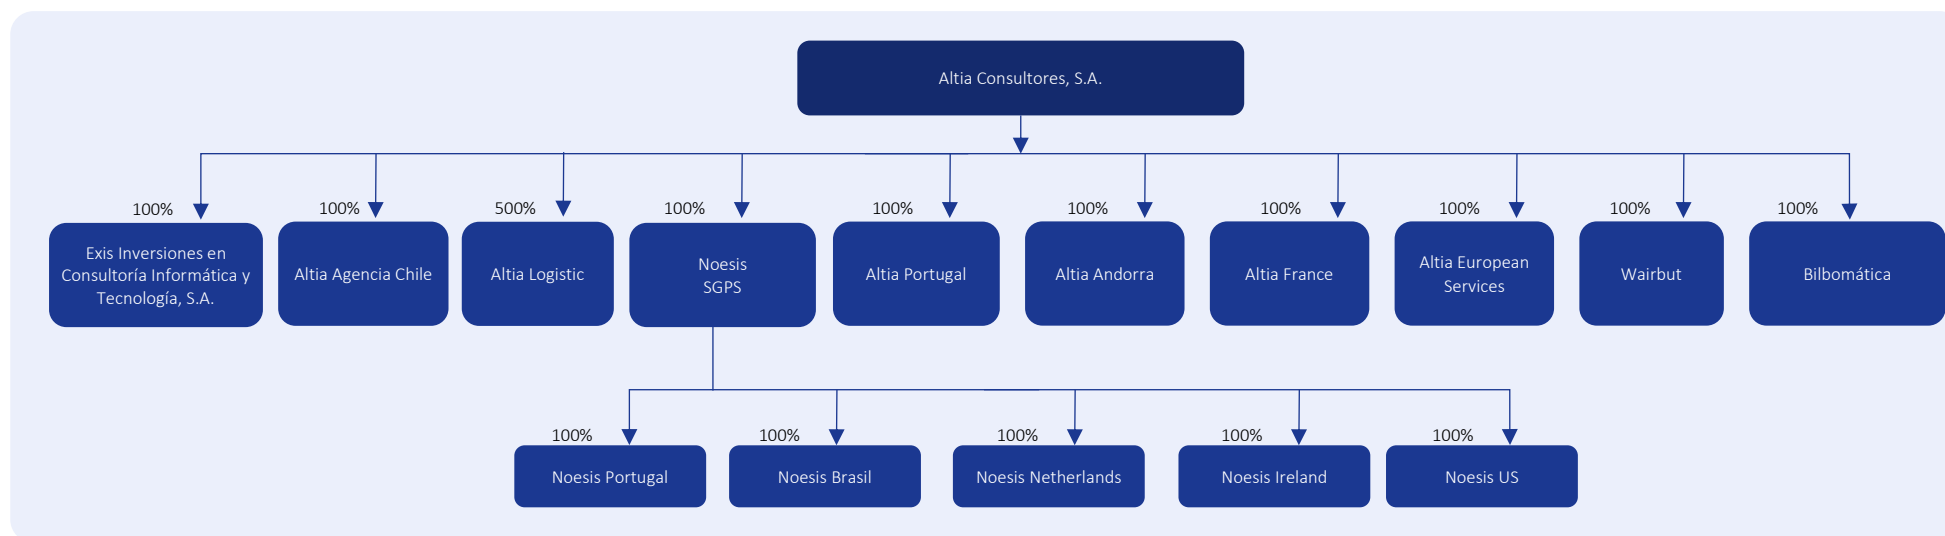 Altia Consultores, S.A.
100%
100%
500%
100%
100%
100%
100%
100%
100%
100%
Exis Inversiones en
Consultoría Informática y
Tecnología, S.A.
Altia Agencia Chile
Altia Logistic
Noesis
SGPS
Altia Portugal
Altia Andorra
Altia France
Altia European
Services
Wairbut
Bilbomática
100%
100%
100%
100%
100%
Noesis Portugal
Noesis Brasil
Noesis Netherlands
Noesis Ireland
Noesis US